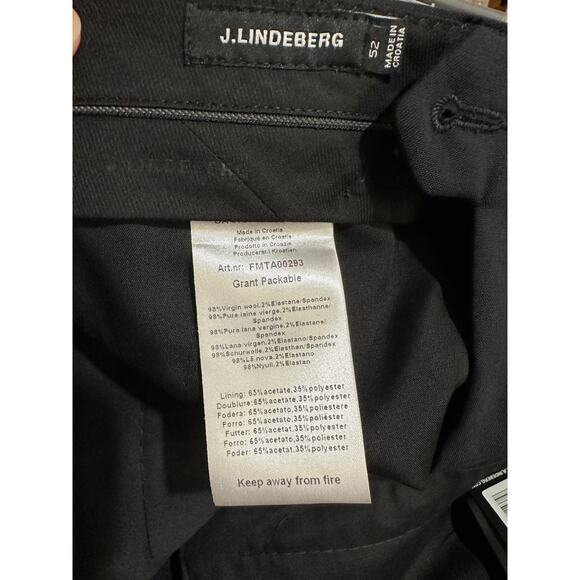 J.LINDEBERG
52
MADE IN
CROATIA
Made in Croatia
Fabriqué en Croatie
Prodotto in Croazia
Producerat i Kroatien
Art.nr: FMTA00293
Grant Packable
98%Virgin wool,2%Elastane/Spandex
98%Pure laine vierge,2%Elasthanne/
Spandex
98%Pura lana vergine,2%Elastane/
Spandex
98%Lana virgen,2%Elastano/Spandex
98%Schurwolle,2%Elasthan/Spandex
98%Lã nova,2%Elastano
98%Nyull,2%Elastan
Lining: 65%acetate,35%polyester
Doublure:65%acetate,35%polyester
Fodera: 65%acetato,35%poliestere
Forro: 65%acetato,35%poliester
Futter: 65%acetat,35%polyester
Forro: 65%acetato,35%poliester
Foder: 65%acetat,35%polyester
Keep away from fire